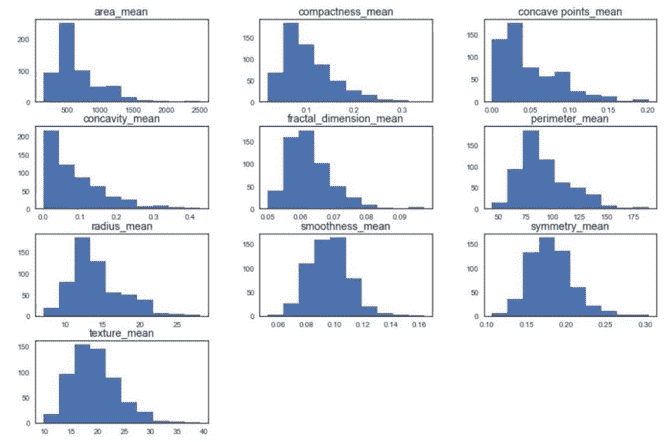 area_mean compactness_mean concave points_mean
200 150 150
100 100 100
50 50
0 0 0
500 1000 1500 2000 2500 0.1 0.2 0.3 0.00 0.05 0.10 0.15 0.20
concavity_mean fractal_dimension_mean perimeter_mean
200
150 150 150
100 100 100
50 50 50
0 0 0
0.0 0.1 0.2 0.3 0.4 0.05 0.06 0.07 0.08 0.09 50 75 100 125 150 175
radius_mean smoothness_mean symmetry_mean
150 150 150
100 100 100
50 50 50
0 0 0
10 15 20 25 0.06 0.08 0.10 0.12 0.14 0.16 0.10 0.15 0.20 0.25 0.30
texture_mean
150
100
50
0
10 15 20 25 30 35 40